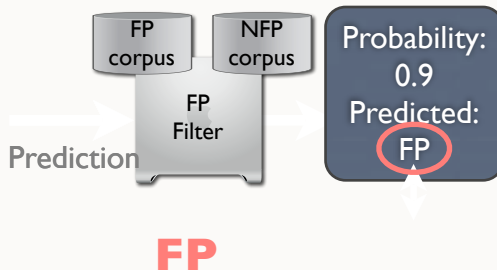 FP
corpus
NFP
corpus
FP
Filter
Prediction
Probability:
0.9
Predicted:
FP
FP